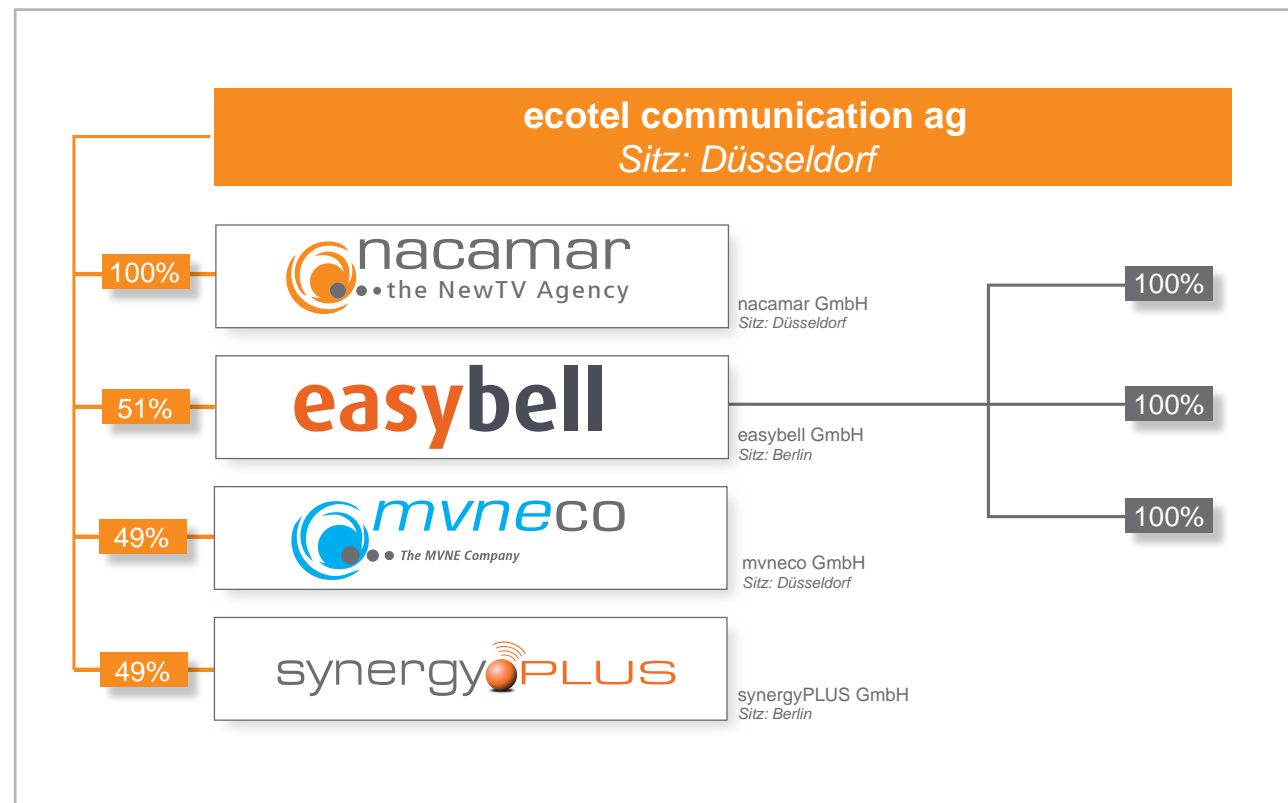 ecotel communication ag
Sitz: Düsseldorf
100%
nacamar
the NewTV Agency
nacamar GmbH
Sitz: Düsseldorf
100%
51%
easybell
easybell GmbH
Sitz: Berlin
100%
49%
mvneco
The MVNE Company
mvneco GmbH
Sitz: Düsseldorf
100%
49%
synergyPLUS
synergyPLUS GmbH
Sitz: Berlin